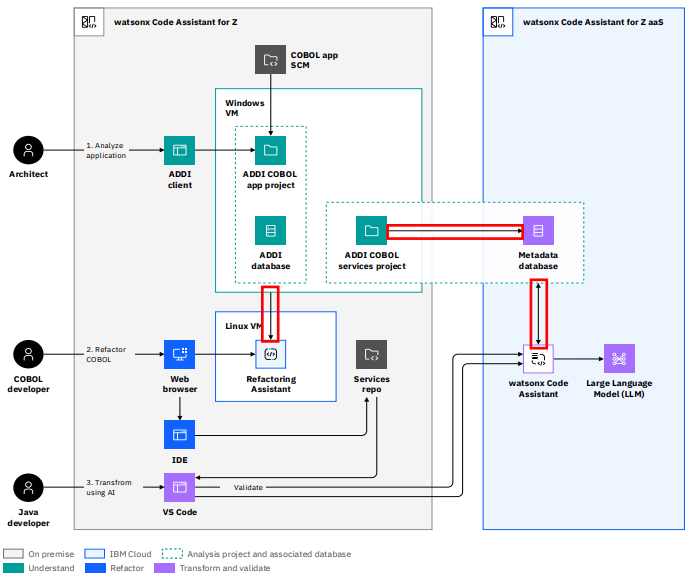 watsonx Code Assistant for Z
watsonx Code Assistant for Z aaS
COBOL app
SCM
Windows
VM
1. Analyze
application
Architect
ADDI
client
ADDI COBOL
app project
ADDI
database
ADDI COBOL
services project
Metadata
database
Linux VM
2. Refactor
COBOL
COBOL
developer
Web
browser
Refactoring
Assistant
Services
repo
watsonx Code
Assistant
Large Language
Model (LLM)
IDE
3. Transfrom
using AI
Validate
Java
developer
VS Code
On premise
IBM Cloud
Analysis project and associated database
Understand
Refactor
Transform and validate